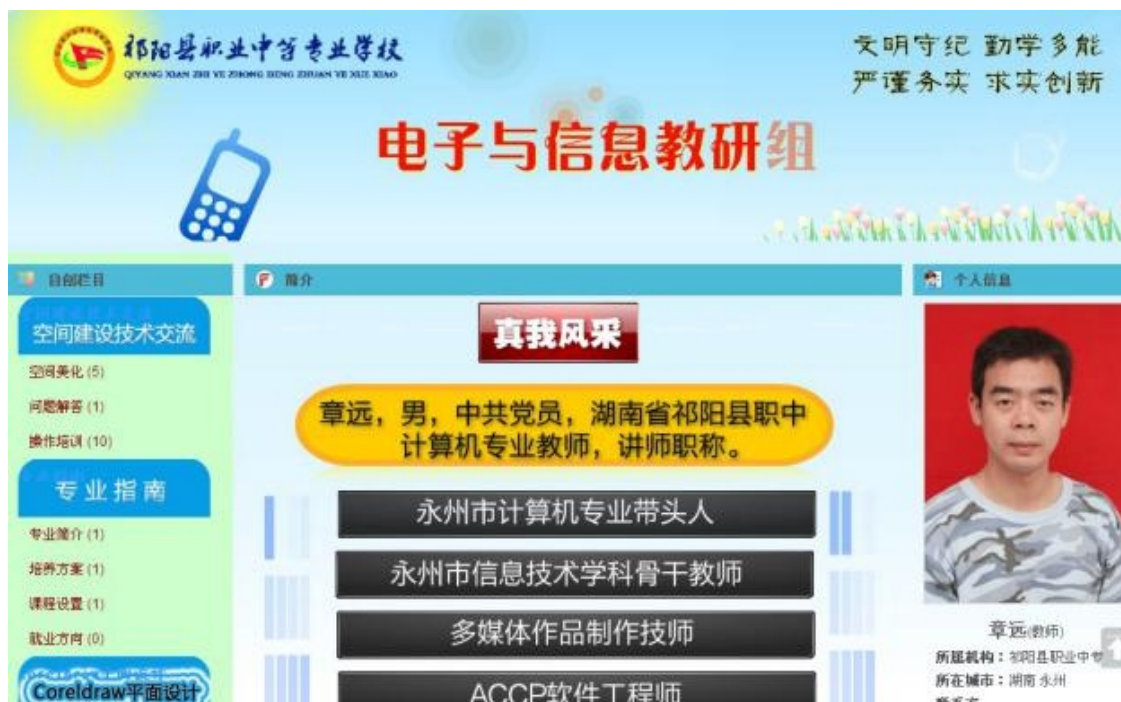 祁阳县职业中等专业学校
QIYANG XIAN ZHI YE ZHONG DENG ZHUAN YE XUE XIAO
文明守纪 勤学多能
严谨务实 求实创新
电子与信息教研组
自创栏目
简介
个人信息
空间建设技术交流
空间美化 (5)
问题解答 (1)
操作培训 (10)
专业指南
专业简介 (1)
培养方案 (1)
课程设置 (1)
就业方向 (0)
Coreldraw平面设计
真我风采
章远，男，中共党员，湖南省祁阳县职中
计算机专业教师，讲师职称。
永州市计算机专业带头人
永州市信息技术学科骨干教师
多媒体作品制作技师
ACCP软件工程师
章远(教师)
所属机构：祁阳县职业中专
所在城市：湖南 永州